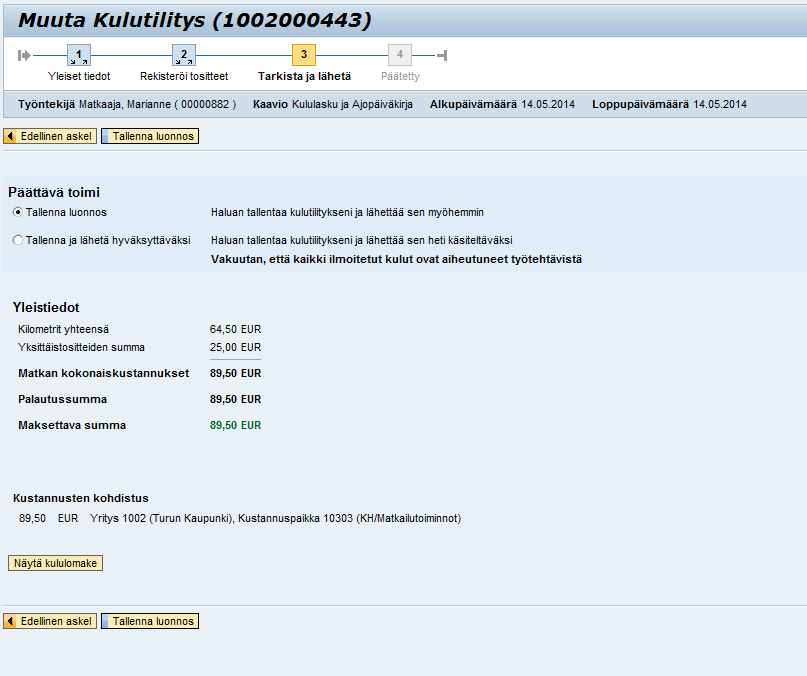 Muuta Kulutilitys (1002000443)
1 2 3 4
Yleiset tiedot Rekisteröi tositteet Tarkista ja lähetä Päätetty
Työntekijä Matkaaja, Marianne ( 00000882 ) Kaavio Kululasku ja Ajopäiväkirja Alkupäivämäärä 14.05.2014 Loppupäivämäärä 14.05.2014
Edellinen askel Tallenna luonnos
Päättävä toimi
Tallenna luonnos Haluan tallentaa kulutilitykseni ja lähettää sen myöhemmin
Tallenna ja lähetä hyväksyttäväksi Haluan tallentaa kulutilitykseni ja lähettää sen heti käsiteltäväksi
Vakuutan, että kaikki ilmoitetut kulut ovat aiheutuneet työtehtävistä
Yleistiedot
Kilometrit yhteensä 64,50 EUR
Yksittäistositteiden summa 25,00 EUR
Matkan kokonaiskustannukset 89,50 EUR
Palautussumma 89,50 EUR
Maksettava summa 89,50 EUR
Kustannusten kohdistus
89,50 EUR Yritys 1002 (Turun Kaupunki), Kustannuspaikka 10303 (KH/Matkailutoiminnot)
Näytä kululomake
Edellinen askel Tallenna luonnos